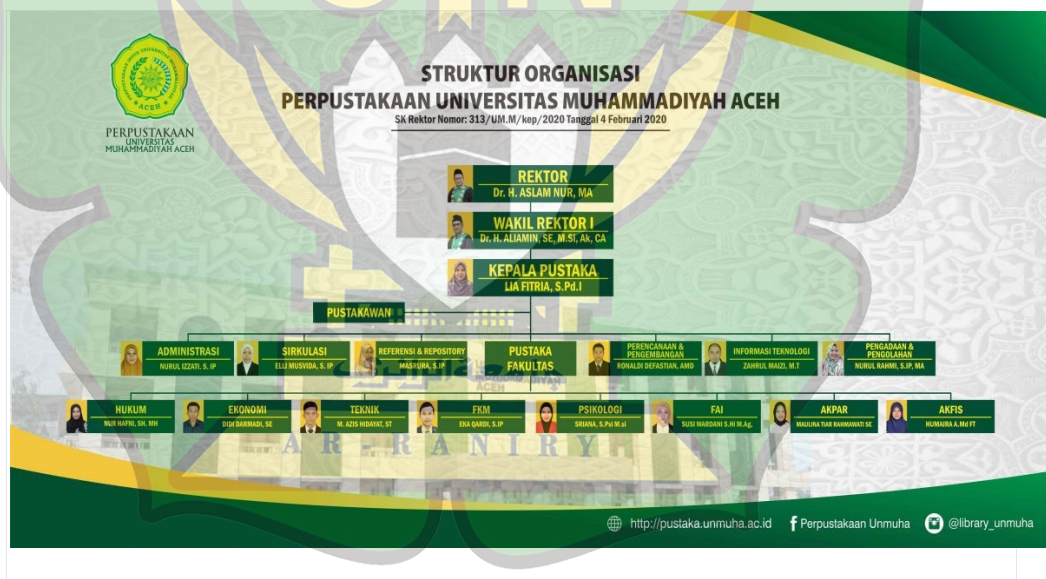 STRUKTUR ORGANISASI
PERPUSTAKAAN UNIVERSITAS MUHAMMADIYAH ACEH
SK Rektor Nomor: 313/UM.M/kep/2020 Tanggal 4 Februari 2020
ACEH
PERPUSTAKAAN
UNIVERSITAS
MUHAMMADIYAH ACEH
REKTOR
Dr. H. ASLAM NUR, MA
WAKIL REKTOR I
Dr. H. ALIAMIN, SE, M.Si, Ak, CA
KEPALA PUSTAKA
LIA FITRIA, S.Pd.I
PUSTAKAWAN
ADMINISTRASI
NURUL IZZATI. S. IP
SIRKULASI
ELLI MUSVIDA, S. IP
REFERENSI & REPOSITORY
MASRURA, S.IP
PUSTAKA
FAKULTAS
PERENCANAAN &
PENGEMBANGAN
RONALDI DEFASTIAN, AMD
INFORMASI TEKNOLOGI
ZAHRUL MAIZI, M.T
PENGADAAN &
PENGOLAHAN
NURUL RAHMI, S.IP, MA
ACEH
HUKUM
NUR HAFNI, SH. MH
EKONOMI
DIDI DARMADI, SE
TEKNIK
M. AZIS HIDAYAT, ST
FKM
EKA QARDI, S.IP
PSIKOLOGI
SRIANA, S.Psi M.si
FAI
SUSI WARDANI S.HI M.Ag.
AKPAR
MAULINA TIAR RAHMAWATI SE
AKFIS
HUMAIRA A.Md FT
AR-RANIRY
http://pustaka.unmuha.ac.id
Perpustakaan Unmuha
@library_unmuha